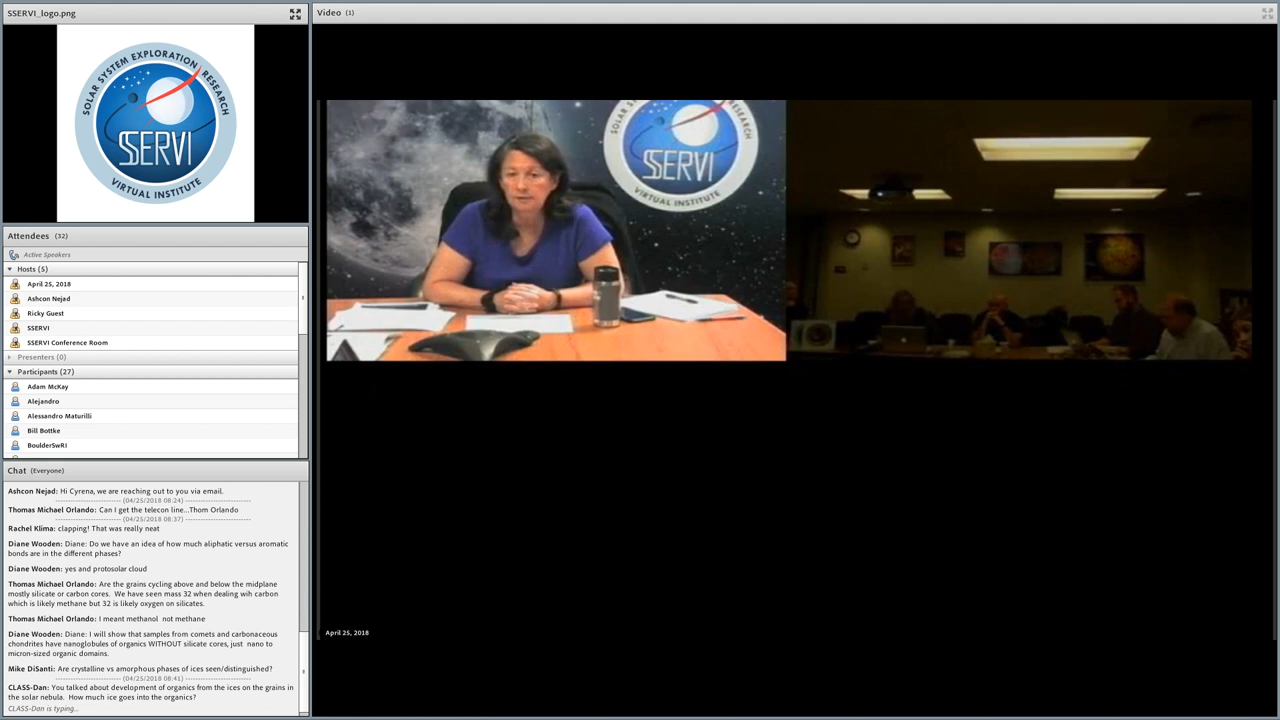 SSERVI_logo.png
SOLAR SYSTEM EXPLORATION RESEARCH
SSERVI
VIRTUAL INSTITUTE
Attendees (32)
Active Speakers
Hosts (5)
April 25, 2018
Ashcon Nejad
Ricky Guest
SSERVI
SSERVI Conference Room
Presenters (0)
Participants (27)
Adam McKay
Alejandro
Alessandro Maturilli
Bill Bottke
BoulderSwRI
Chat (Everyone)
Ashcon Nejad: Hi Cyrena, we are reaching out to you via email.
------------------------ (04/25/2018 08:24) ------------------------
Thomas Michael Orlando: Can I get the telecon line...Thom Orlando
------------------------ (04/25/2018 08:37) ------------------------
Rachel Klima: clapping! That was really neat
Diane Wooden: Diane: Do we have an idea of how much aliphatic versus aromatic
bonds are in the different phases?
Diane Wooden: yes and protosolar cloud
Thomas Michael Orlando: Are the grains cycling above and below the midplane
mostly silicate or carbon cores. We have seen mass 32 when dealing wih carbon
which is likely methane but 32 is likely oxygen on silicates.
Thomas Michael Orlando: I meant methanol not methane
Diane Wooden: Diane: I will show that samples from comets and carbonaceous
chondrites have nanoglobules of organics WITHOUT silicate cores, just nano to
micron-sized organic domains.
Mike DiSanti: Are crystalline vs amorphous phases of ices seen/distinguished?
------------------------ (04/25/2018 08:41) ------------------------
CLASS-Dan: You talked about development of organics from the ices on the grains in
the solar nebula. How much ice goes into the organics?
CLASS-Dan is typing...
Video (1)
SOLAR RESEARCH
SSERVI
VIRTUAL INSTITUTE
April 25, 2018